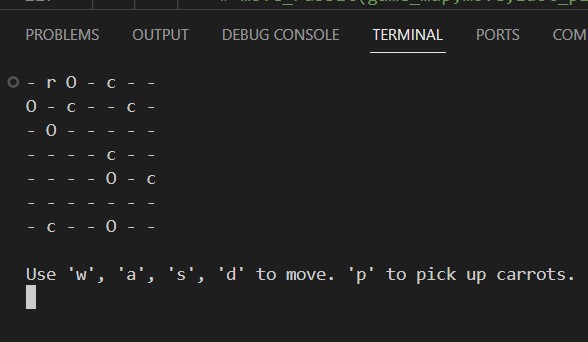 PROBLEMS OUTPUT DEBUG CONSOLE TERMINAL PORTS COM
- r O - c - -
O - c - - c -
- O - - - - -
- - - - c - -
- - - - O - c
- - - - - - -
- c - - O - -
Use 'w', 'a', 's', 'd' to move. 'p' to pick up carrots.